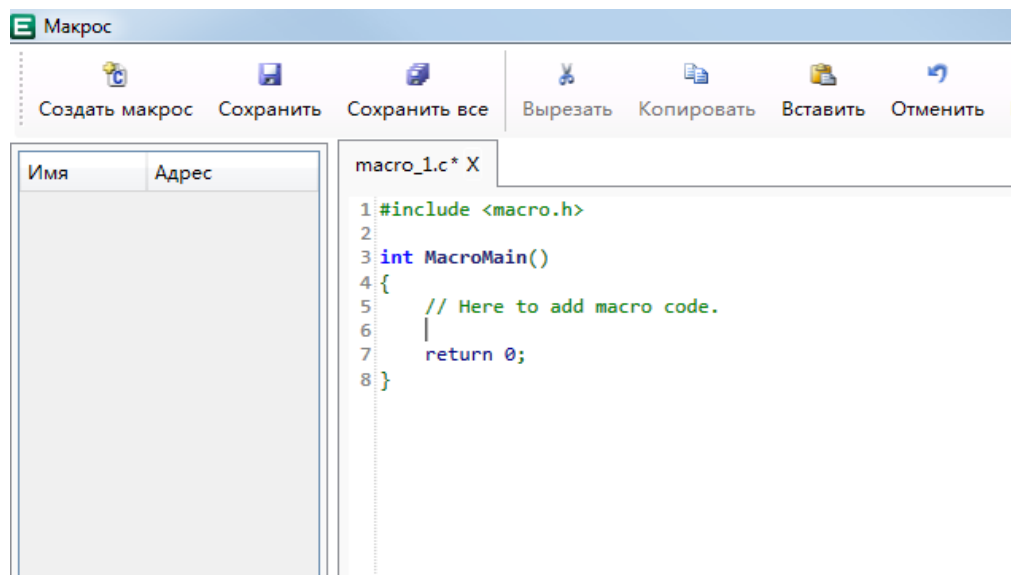 Макрос
Создать макрос Сохранить Сохранить все Вырезать Копировать Вставить Отменить
Имя Адрес
macro_1.c* X
1 #include <macro.h>
2
3 int MacroMain()
4 {
5 // Here to add macro code.
6
7 return 0;
8 }